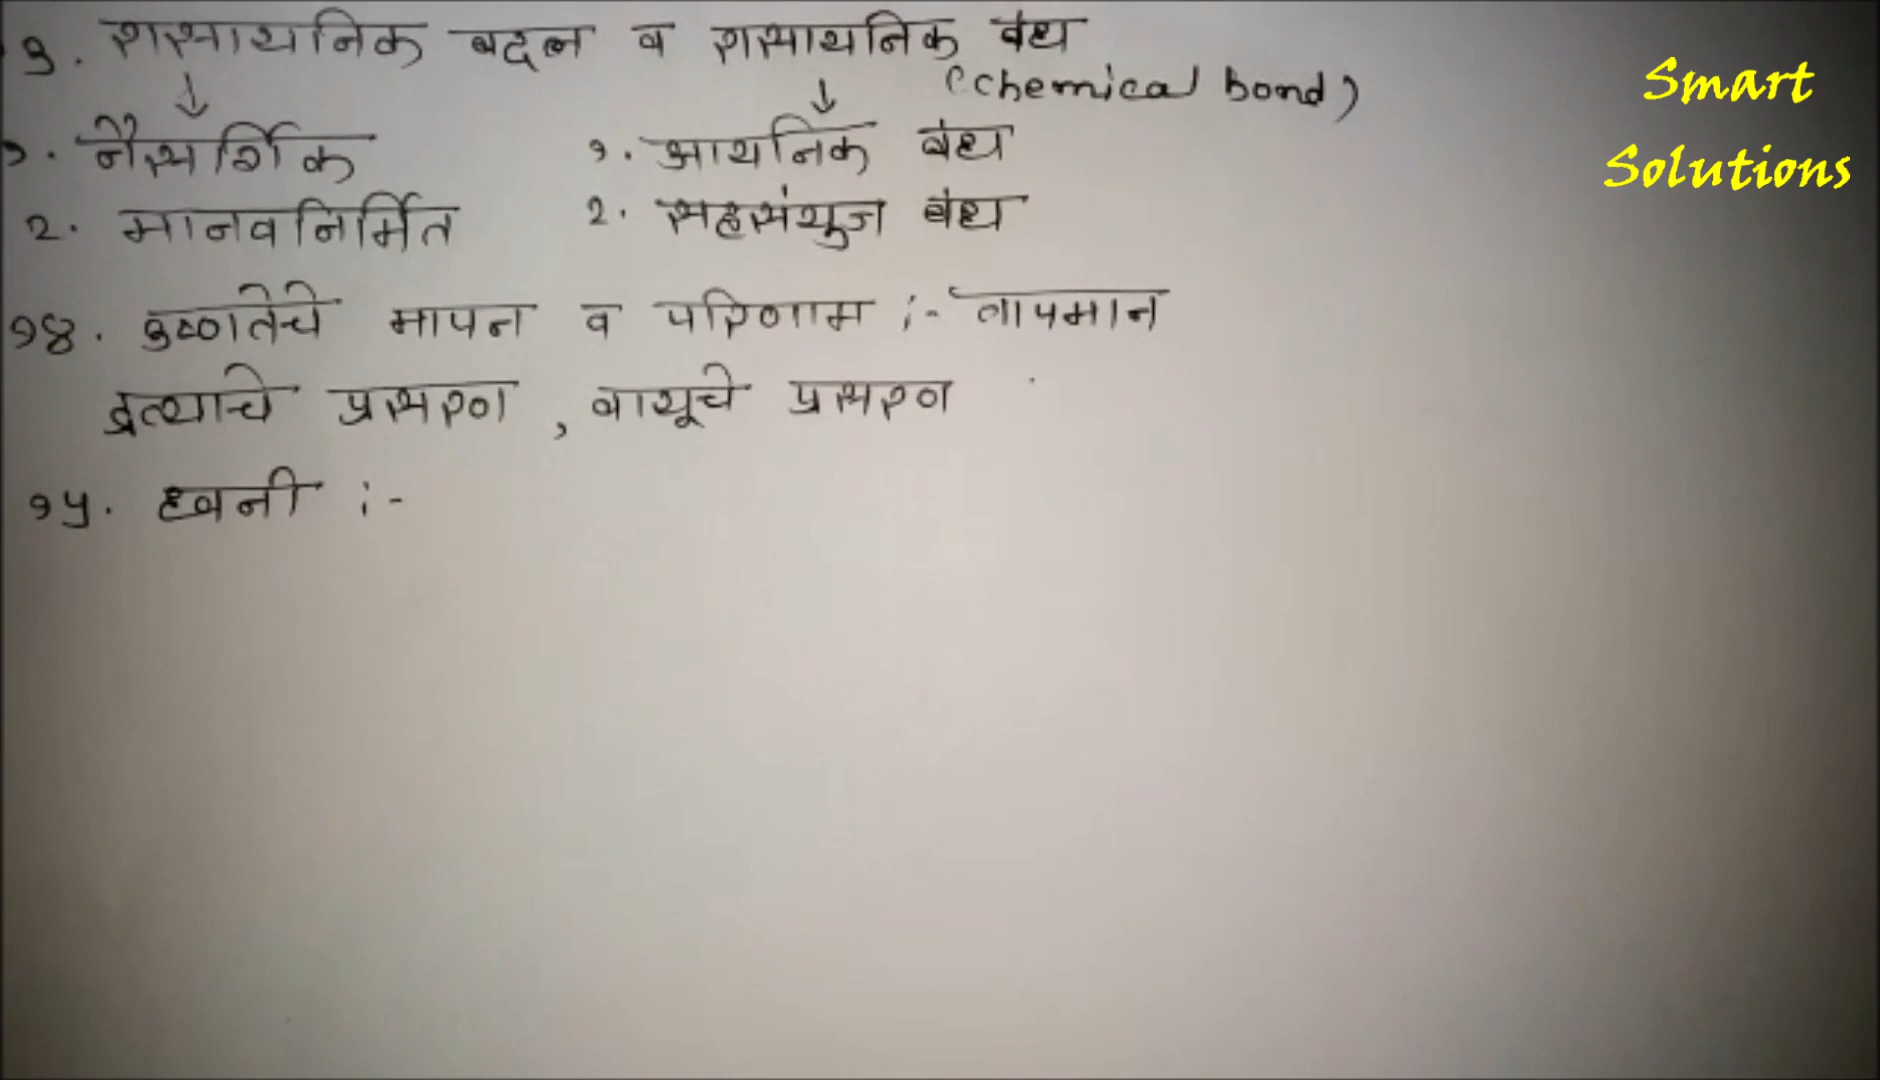 ३. रासायनिक बदल व रासायनिक बंध
(chemical bond)
↓ ↓
१. नैसर्गिक १. आयनिक बंध
२. मानवनिर्मित २. सहसंयुज बंध
१४. उष्णतेचे मापन व परिणाम :- तापमान
द्रव्याचे प्रसरण, वायूचे प्रसरण
१५. ध्वनी :-
Smart
Solutions